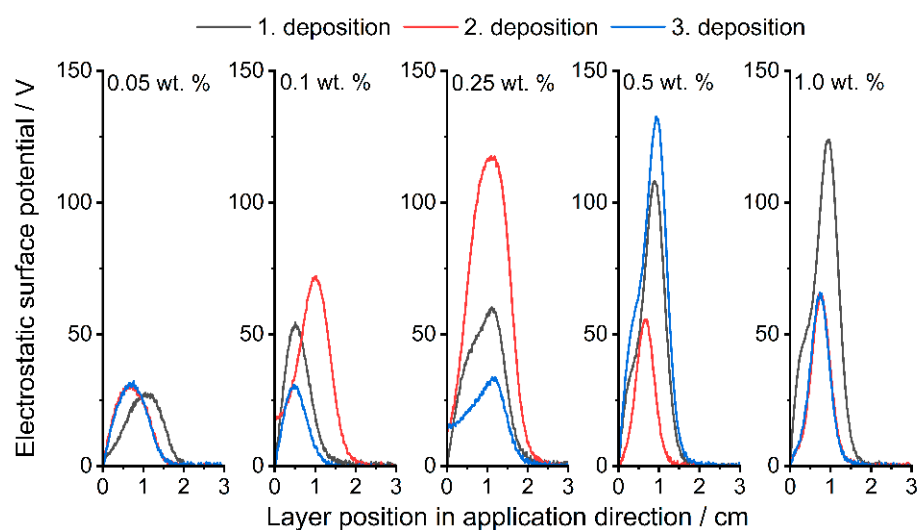 1. deposition 2. deposition 3. deposition
Electrostatic surface potential / V
150 150 150 150 150
0.05 wt. % 0.1 wt. % 0.25 wt. % 0.5 wt. % 1.0 wt. %
100 100 100 100 100
50 50 50 50 50
0 0 0 0 0
0 1 2 3 0 1 2 3 0 1 2 3 0 1 2 3 0 1 2 3
Layer position in application direction / cm